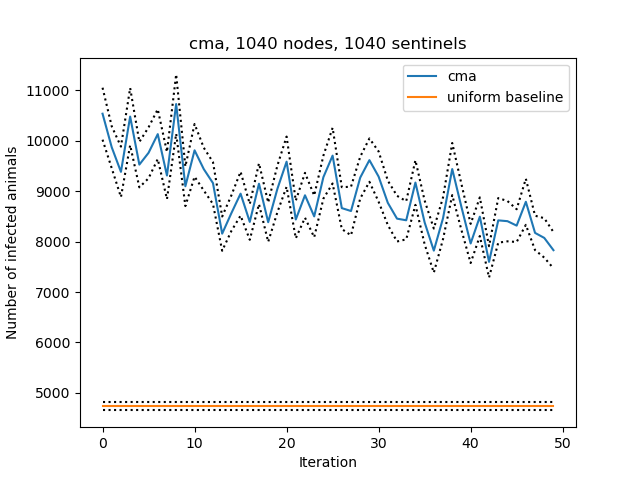 cma, 1040 nodes, 1040 sentinels
cma
uniform baseline
Number of infected animals
11000
10000
9000
8000
7000
6000
5000
0 10 20 30 40 50
Iteration